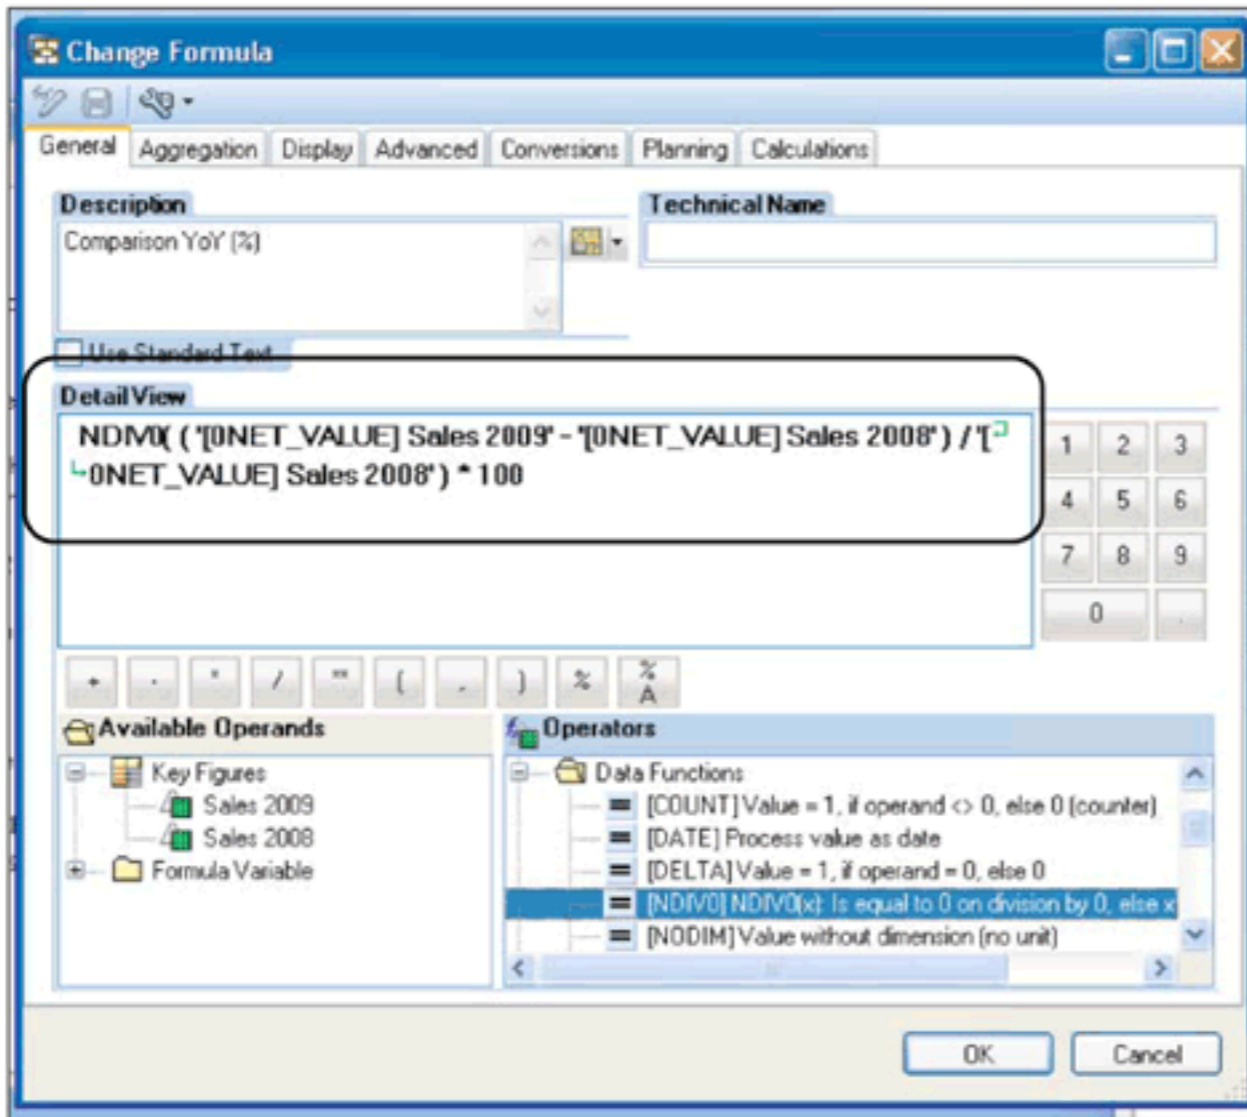 Change Formula
General Aggregation Display Advanced Conversions Planning Calculations
Description
Technical Name
Comparison YoY (%)
Use Standard Text
Detail View
NDIV0( ( '[0NET_VALUE] Sales 2009' - '[0NET_VALUE] Sales 2008' ) / '[
0NET_VALUE] Sales 2008' ) * 100
1 2 3
4 5 6
7 8 9
0 .
+ - * / ** ( , ) % %A
Available Operands
Key Figures
Sales 2009
Sales 2008
Formula Variable
Operators
Data Functions
[COUNT] Value = 1, if operand <> 0, else 0 (counter)
[DATE] Process value as date
[DELTA] Value = 1, if operand = 0, else 0
[NDIV0] NDIV0(x): Is equal to 0 on division by 0, else x
[NODIM] Value without dimension (no unit)
OK Cancel